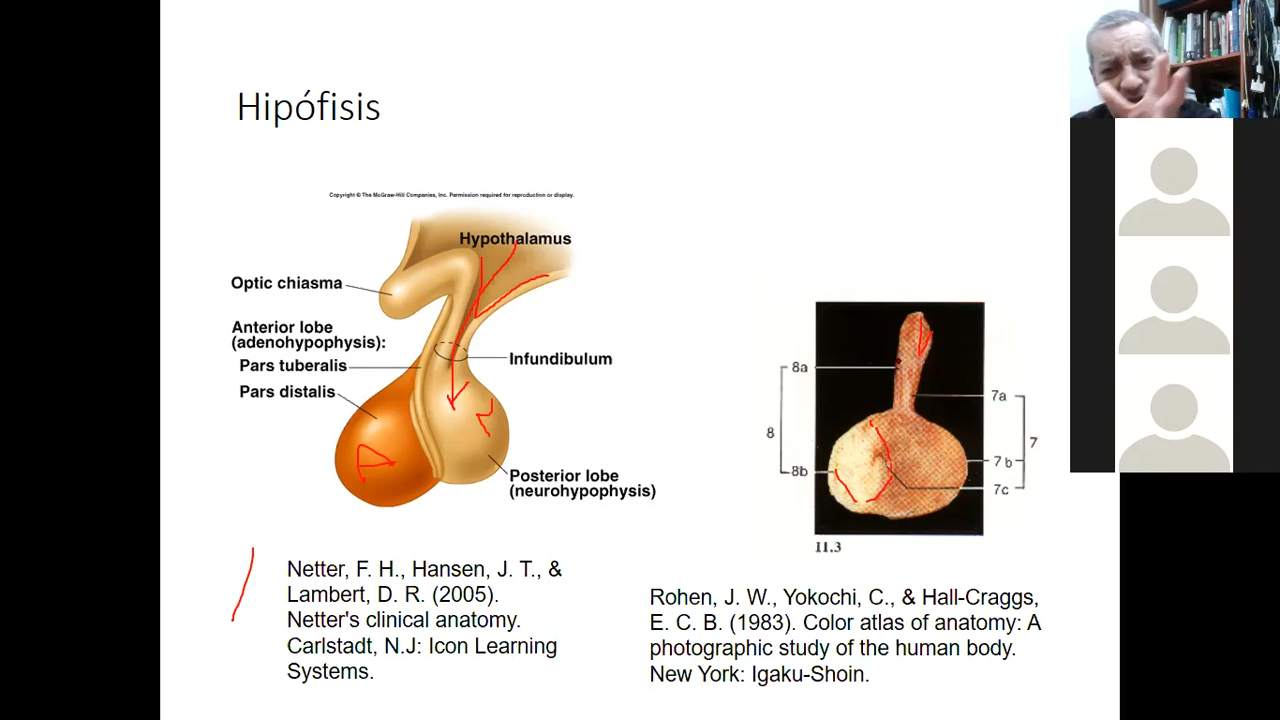 Hipófisis
Copyright © The McGraw-Hill Companies, Inc. Permission required for reproduction or display.
Hypothalamus
Optic chiasma
Anterior lobe
(adenohypophysis):
Pars tuberalis
Infundibulum
Pars distalis
Posterior lobe
(neurohypophysis)
8a
7a
8
7
7b
8b
7c
11.3
Netter, F. H., Hansen, J. T., &
Lambert, D. R. (2005).
Netter's clinical anatomy.
Carlstadt, N.J: Icon Learning
Systems.
Rohen, J. W., Yokochi, C., & Hall-Craggs,
E. C. B. (1983). Color atlas of anatomy: A
photographic study of the human body.
New York: Igaku-Shoin.